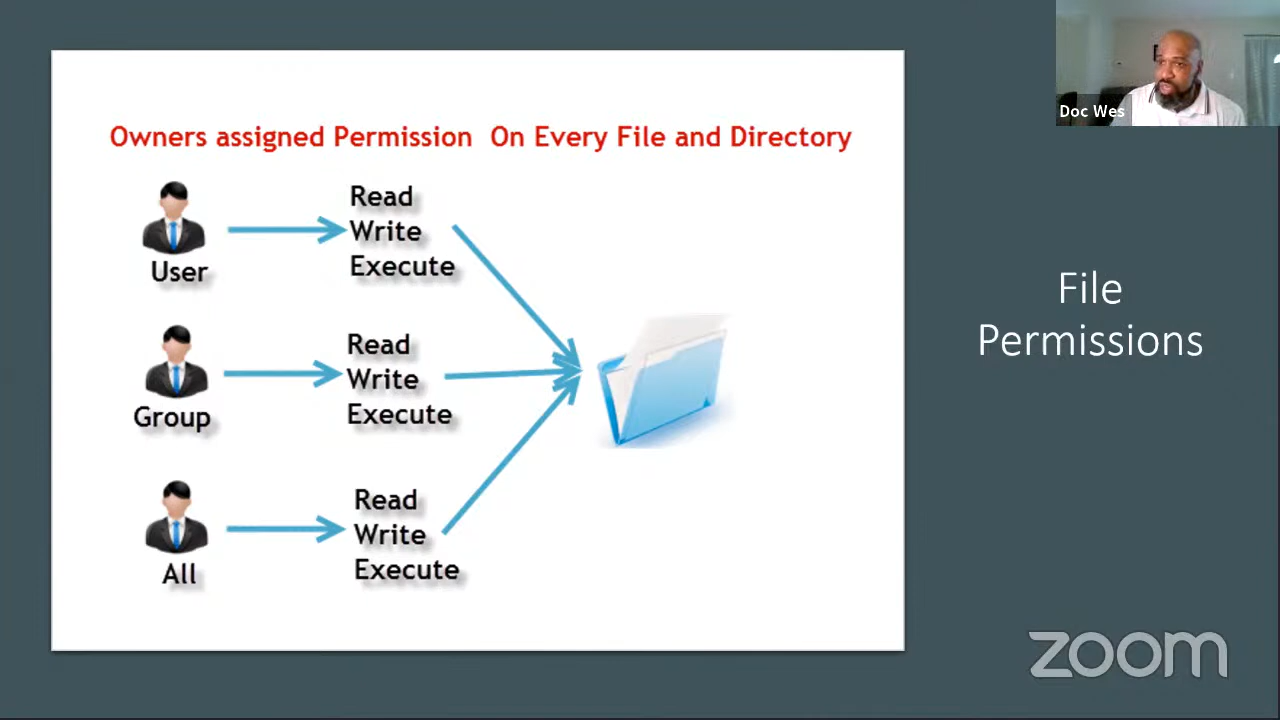 Doc Wes
Owners assigned Permission On Every File and Directory
User
Read
Write
Execute
Group
Read
Write
Execute
All
Read
Write
Execute
File
Permissions
zoom